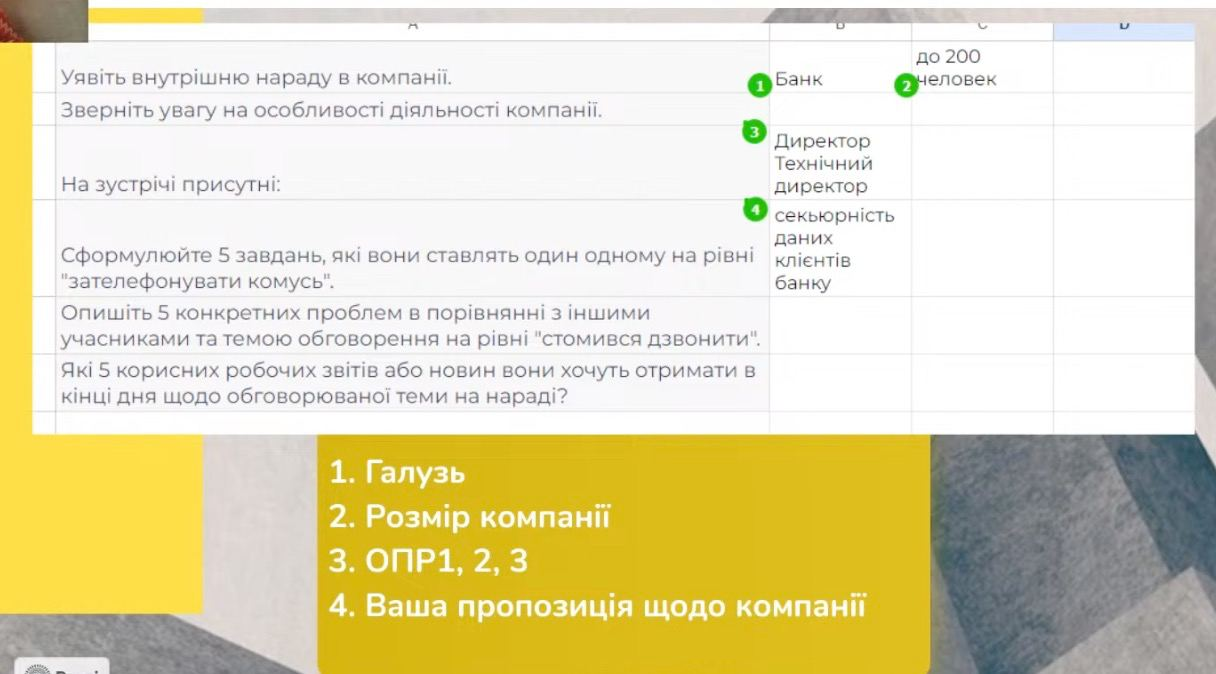 Уявіть внутрішню нараду в компанії.
1 Банк
до 200
2 человек
Зверніть увагу на особливості діяльності компанії.
На зустрічі присутні:
3 Директор
Технічний
директор
Сформулюйте 5 завдань, які вони ставлять один одному на рівні
"зателефонувати комусь".
4 секьюрність
даних
клієнтів
банку
Опишіть 5 конкретних проблем в порівнянні з іншими
учасниками та темою обговорення на рівні "стомився дзвонити".
Які 5 корисних робочих звітів або новин вони хочуть отримати в
кінці дня щодо обговорюваної теми на нараді?
1. Галузь
2. Розмір компанії
3. ОПР1, 2, 3
4. Ваша пропозиція щодо компанії